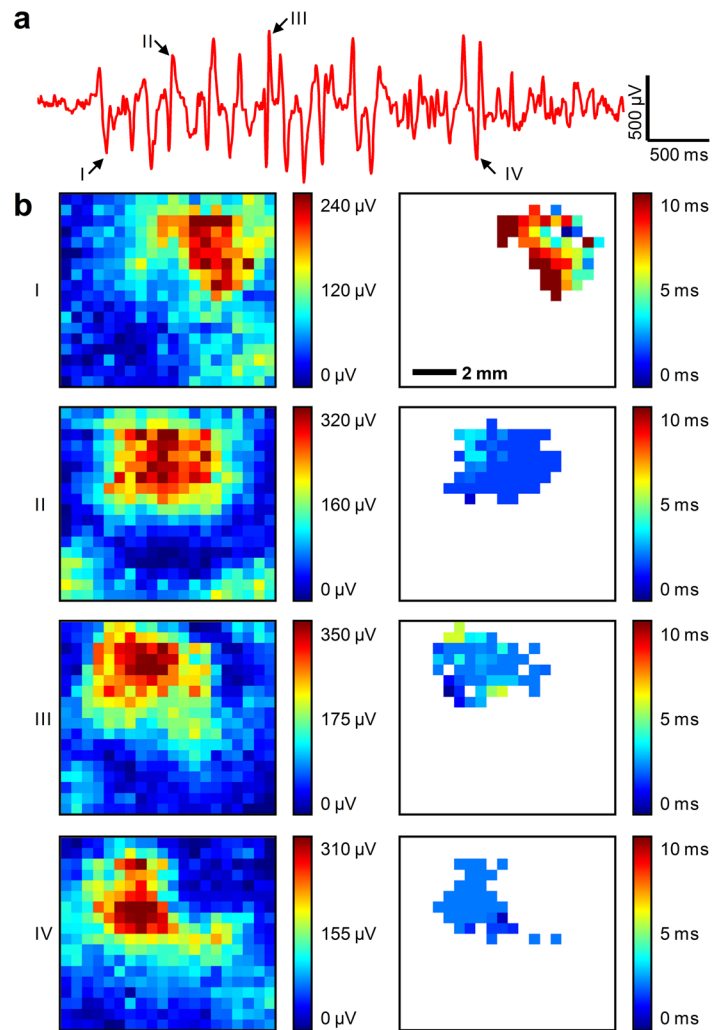 a
I
II
III
IV
500 µV
500 ms
b
I
240 µV
120 µV
0 µV
2 mm
10 ms
5 ms
0 ms
II
320 µV
160 µV
0 µV
10 ms
5 ms
0 ms
III
350 µV
175 µV
0 µV
10 ms
5 ms
0 ms
IV
310 µV
155 µV
0 µV
10 ms
5 ms
0 ms